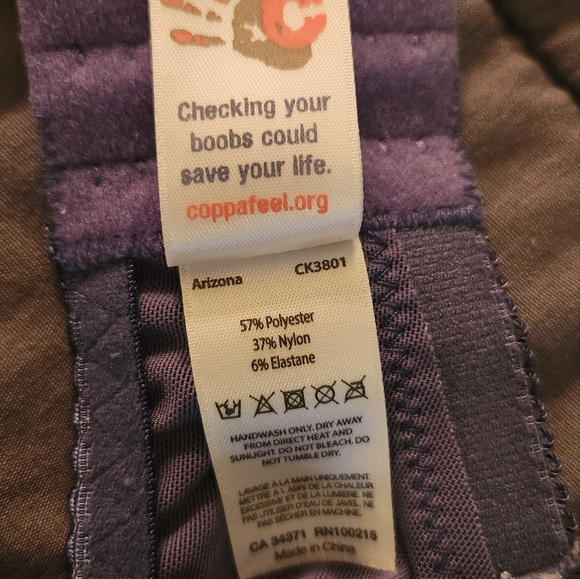 C
Checking your
boobs could
save your life.
coppafeel.org
Arizona CK3801
57% Polyester
37% Nylon
6% Elastane
HANDWASH ONLY. DRY AWAY
FROM DIRECT HEAT AND
SUNLIGHT. DO NOT BLEACH. DO
NOT TUMBLE DRY.
LAVAGE À LA MAIN UNIQUEMENT.
METTRE À L'ABRI DE LA CHALEUR
EXCESSIVE ET DE LA LUMIERE. NE
PAS UTILISER D'EAU DE JAVEL. NE
PAS SÉCHER EN MACHINE.
CA 34371 RN100215
Made in China